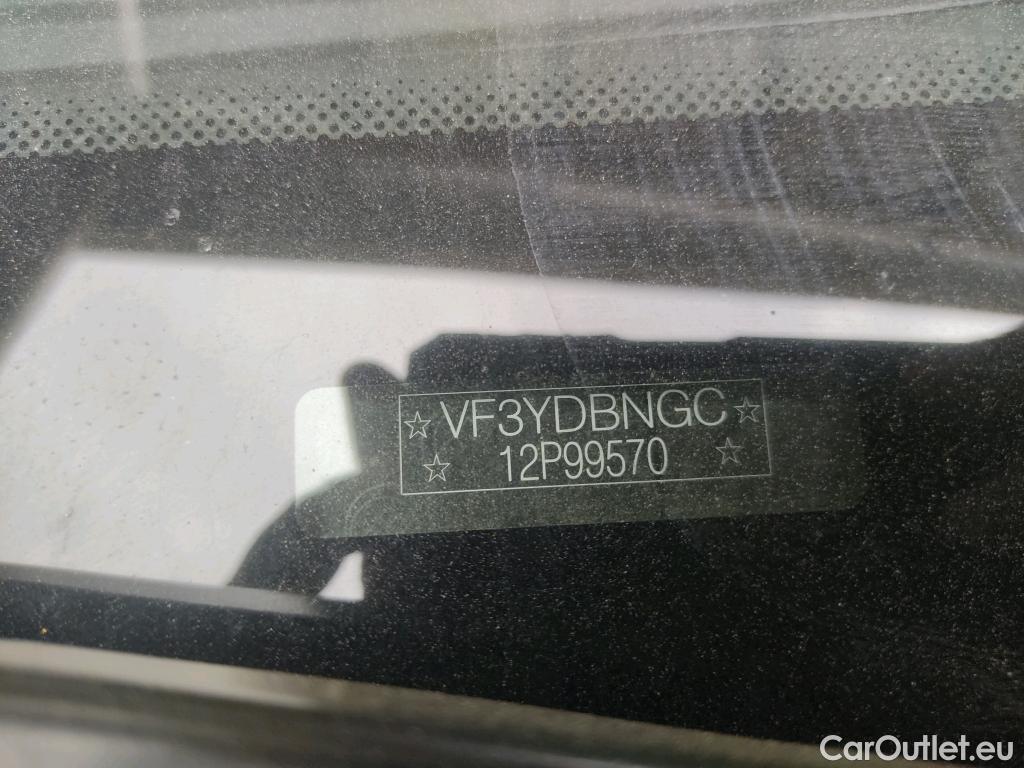 ☆ VF3YDBNGC ☆
☆ 12P99570 ☆
CarOutlet.eu